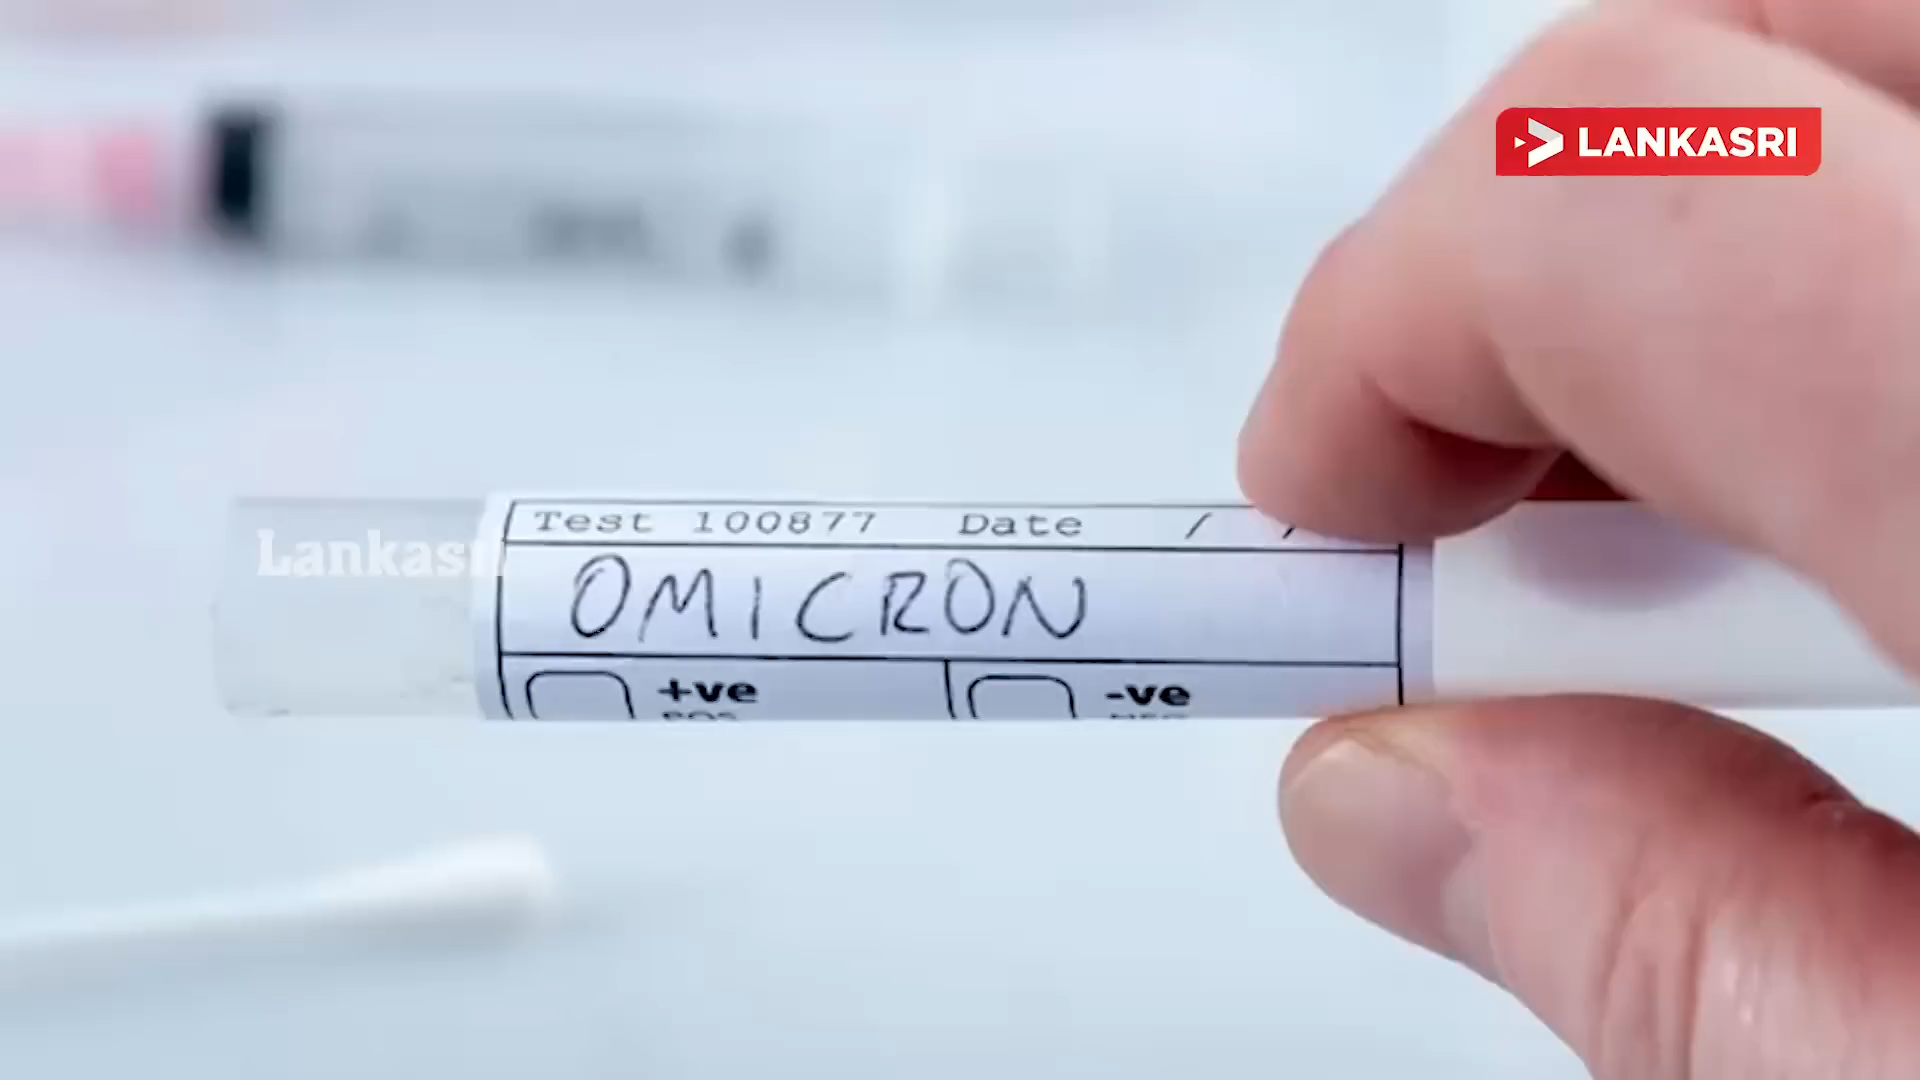 LANKASRI
Test 100877 Date / /
Lankasri
OMICRON
+ve -ve